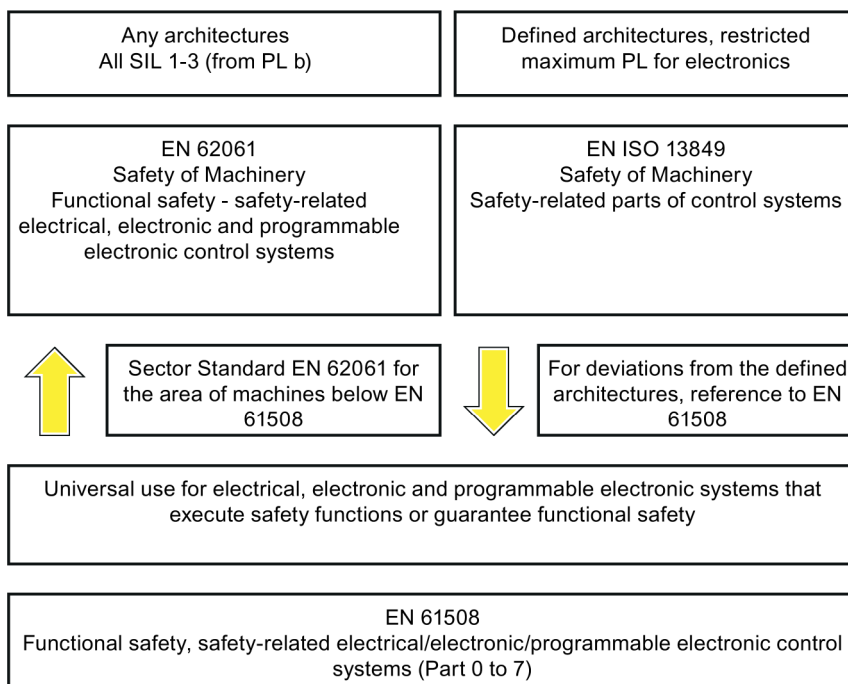 Any architectures
All SIL 1-3 (from PL b)
Defined architectures, restricted
maximum PL for electronics
EN 62061
Safety of Machinery
Functional safety - safety-related
electrical, electronic and programmable
electronic control systems
EN ISO 13849
Safety of Machinery
Safety-related parts of control systems
Sector Standard EN 62061 for
the area of machines below EN
61508
For deviations from the defined
architectures, reference to EN
61508
Universal use for electrical, electronic and programmable electronic systems that
execute safety functions or guarantee functional safety
EN 61508
Functional safety, safety-related electrical/electronic/programmable electronic control
systems (Part 0 to 7)